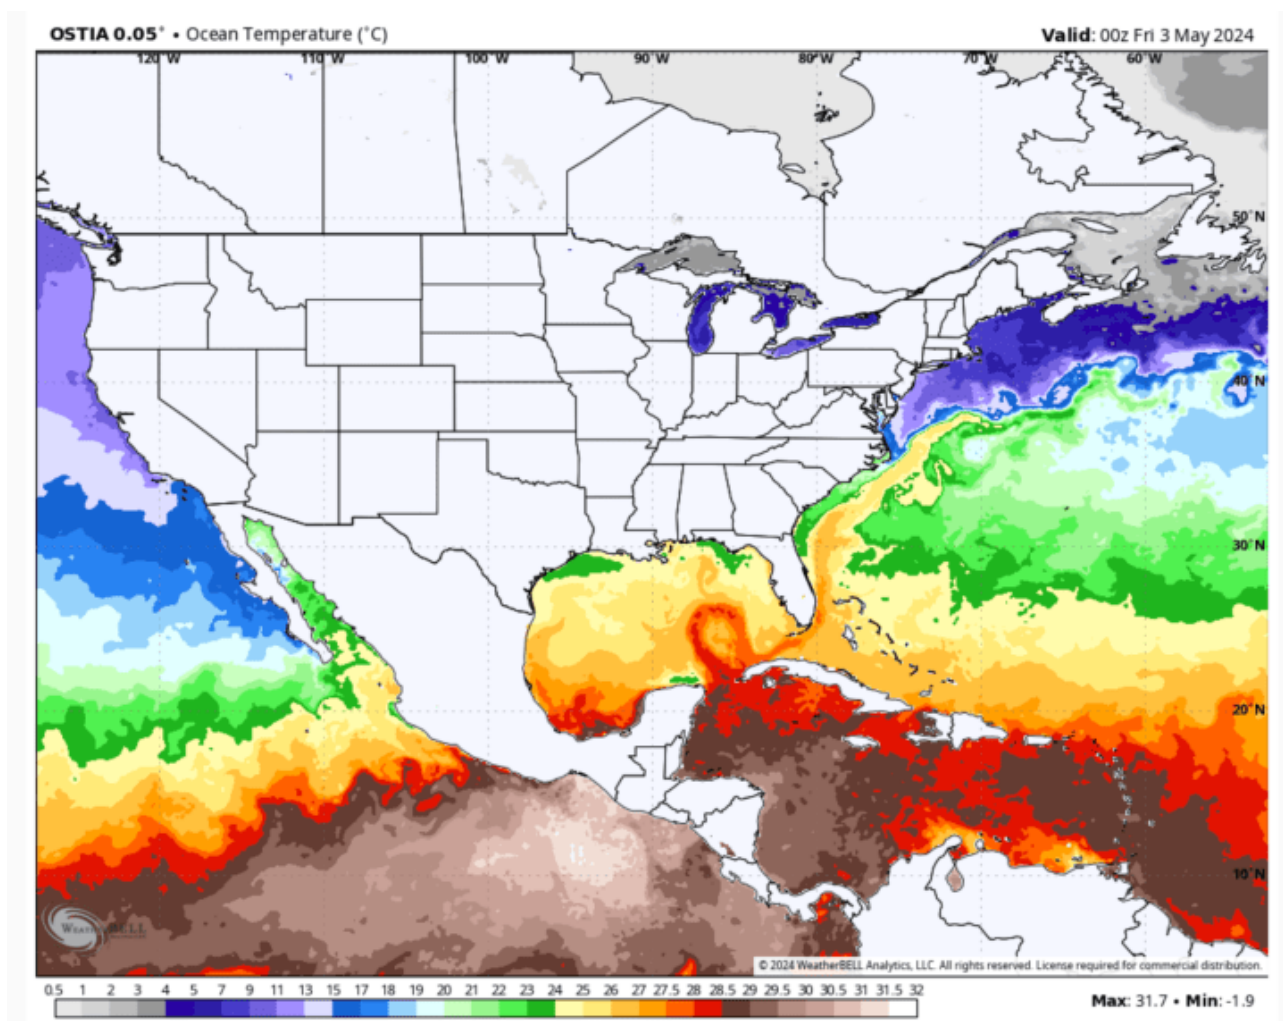 OSTIA 0.05° • Ocean Temperature (°C)
Valid: 00z Fri 3 May 2024
120°W 110°W 100°W 90°W 80°W 70°W 60°W
50°N
40°N
30°N
20°N
10°N
WEATHERBELL
© 2024 WeatherBELL Analytics, LLC. All rights reserved. License required for commercial distribution.
0.5 1 2 3 4 5 7 9 11 13 15 17 18 19 20 21 22 23 24 25 26 27 27.5 28 28.5 29 29.5 30 30.5 31 31.5 32
Max: 31.7 • Min: -1.9